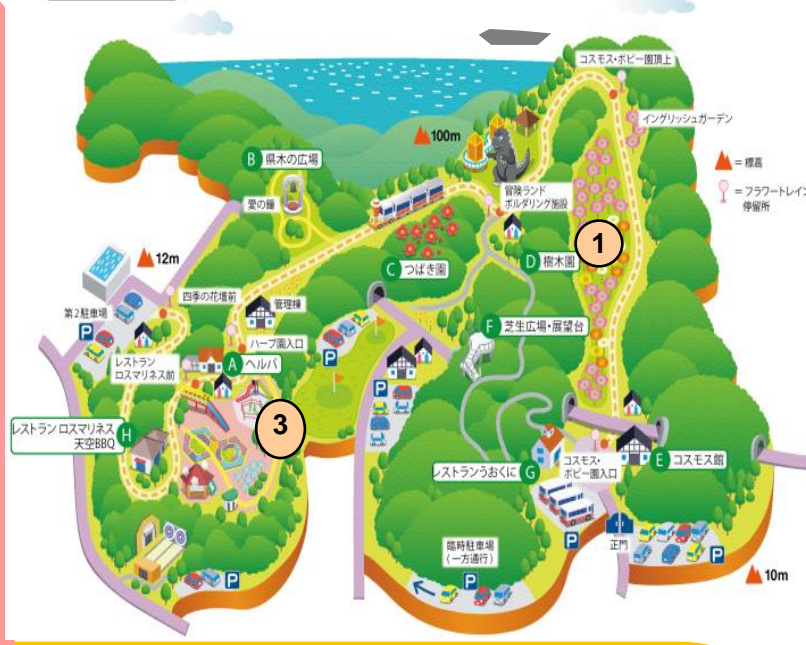 コスモス・ポピー園頂上
イングリッシュガーデン
100m
= 標高
= フラワートレイン
停留所
B 県木の広場
愛の鐘
冒険ランド
ボルダリング施設
1
D 樹木園
12m
C つばき園
四季の花壇前
管理棟
第2駐車場
P
ハーブ園入口
F 芝生広場・展望台
レストラン
ロスマリネス前
A ヘルバ
P
P
3
レストラン ロスマリネス
天空BBQ
H
レストランうおくに
G
コスモス・
ポピー園入口
E コスモス館
臨時駐車場
(一方通行)
P
P
正門
P
P
10m